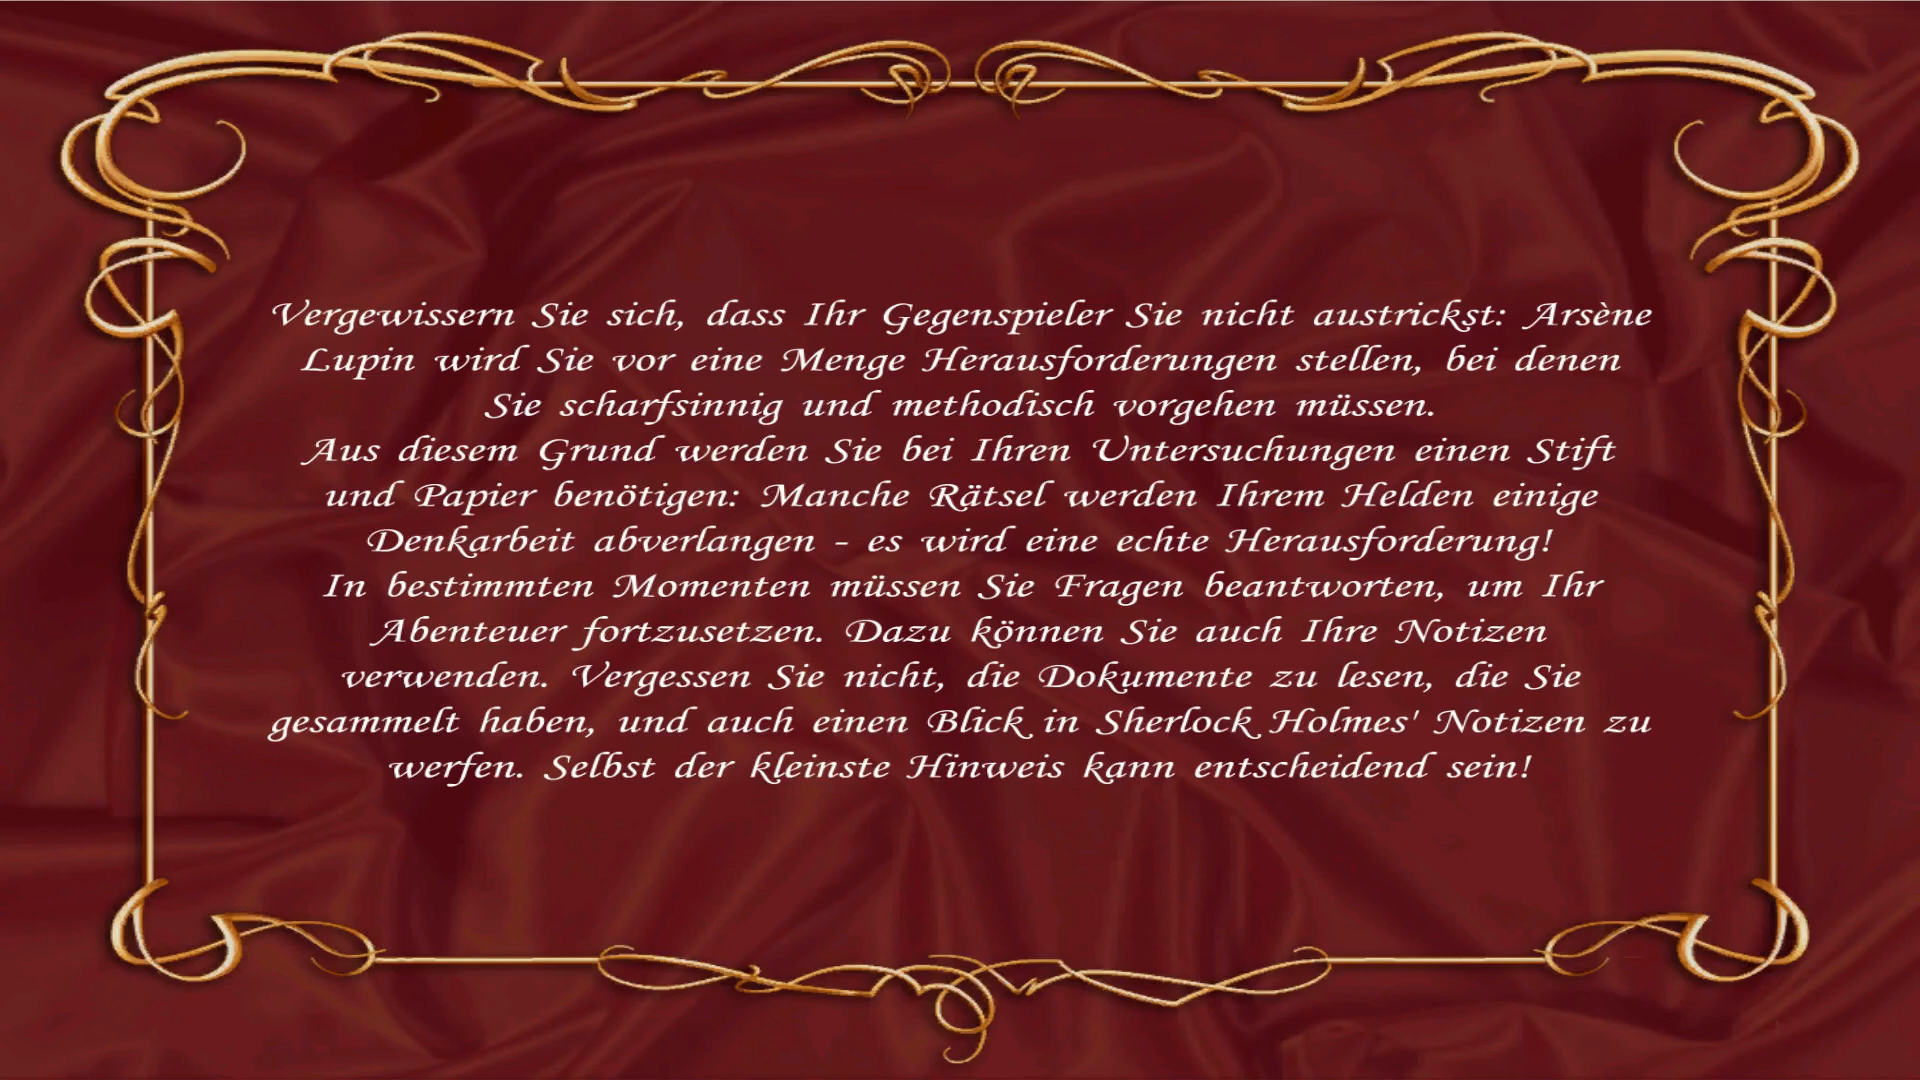 Vergewissern Sie sich, dass Ihr Gegenspieler Sie nicht austrickst: Arsène
Lupin wird Sie vor eine Menge Herausforderungen stellen, bei denen
Sie scharfsinnig und methodisch vorgehen müssen.
Aus diesem Grund werden Sie bei Ihren Untersuchungen einen Stift
und Papier benötigen: Manche Rätsel werden Ihrem Helden einige
Denkarbeit abverlangen – es wird eine echte Herausforderung!
In bestimmten Momenten müssen Sie Fragen beantworten, um Ihr
Abenteuer fortzusetzen. Dazu können Sie auch Ihre Notizen
verwenden. Vergessen Sie nicht, die Dokumente zu lesen, die Sie
gesammelt haben, und auch einen Blick in Sherlock Holmes' Notizen zu
werfen. Selbst der kleinste Hinweis kann entscheidend sein!